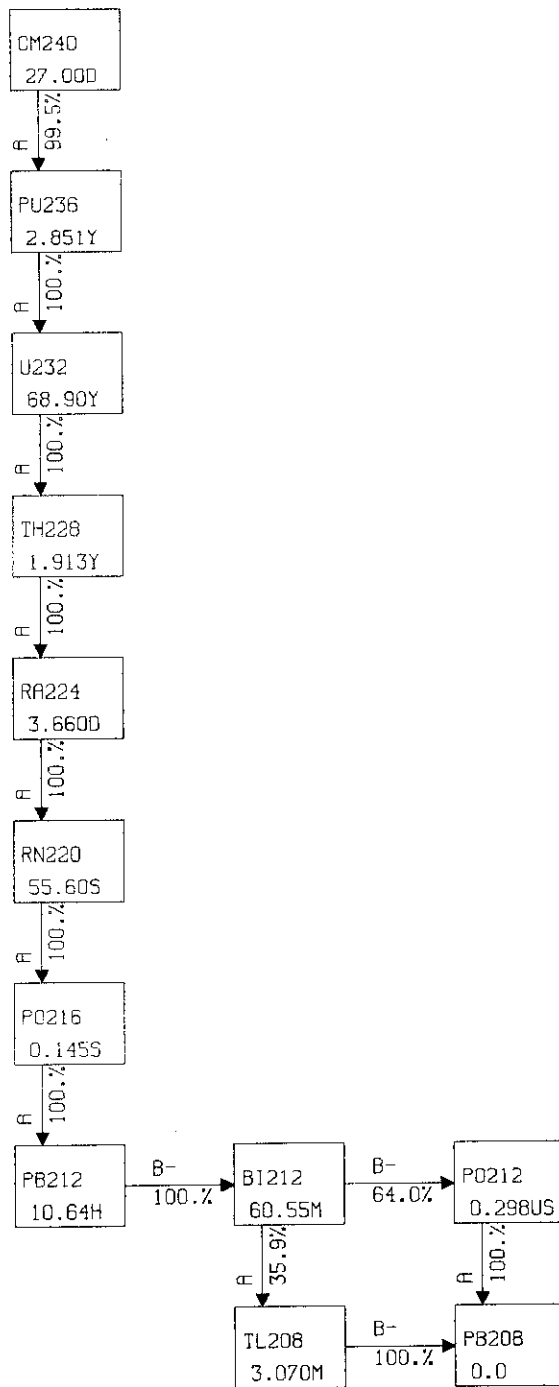 CM240
27.00D
A
99.5%
PU236
2.851Y
A
100.%
U232
68.90Y
A
100.%
TH228
1.913Y
A
100.%
RA224
3.660D
A
100.%
RN220
55.60S
A
100.%
PO216
0.145S
A
100.%
PB212
10.64H
B-
100.%
BI212
60.55M
B-
64.0%
PO212
0.298US
A
35.9%
A
100.%
TL208
3.070M
B-
100.%
PB208
0.0